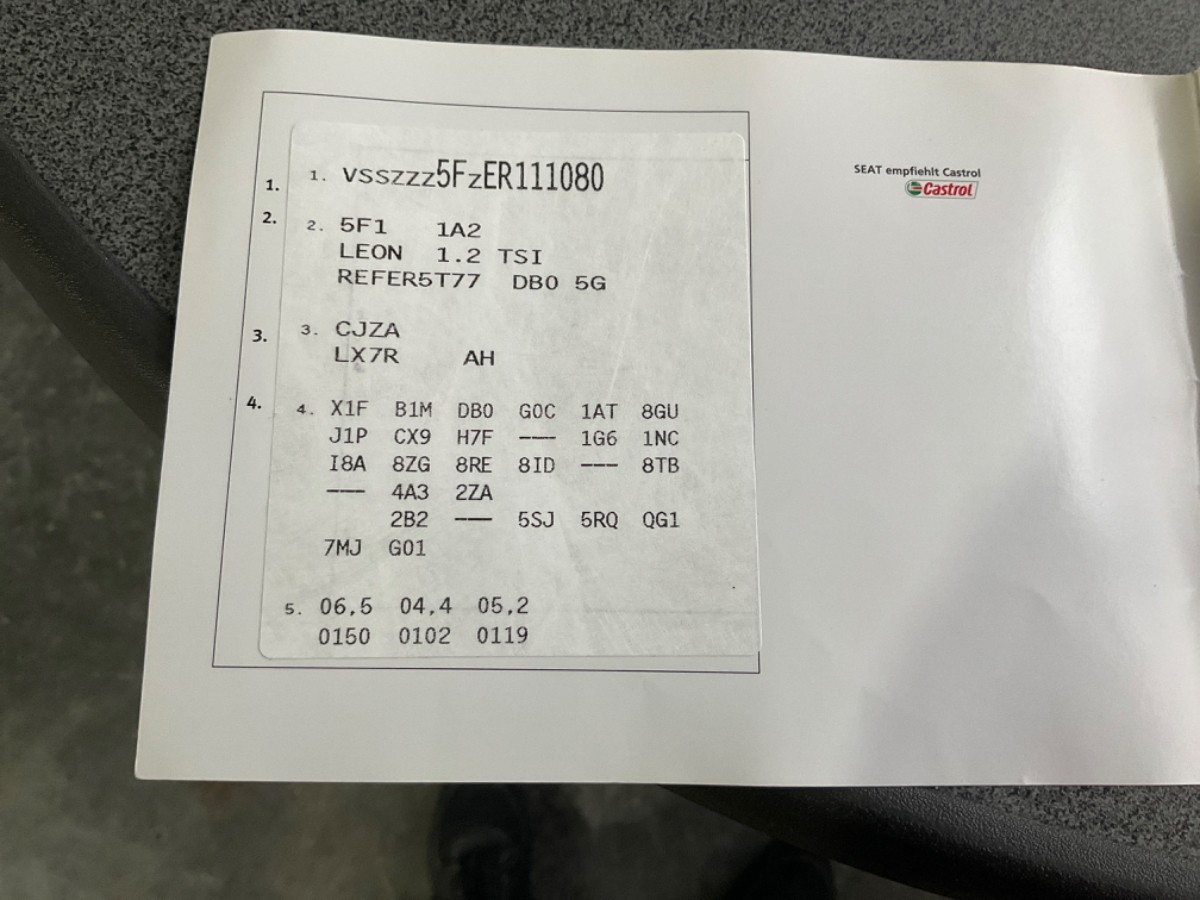 1. 1. VSSZZZ5FZER111080
2. 2. 5F1 1A2
LEON 1.2 TSI
REFER5T77 DB0 5G
3. 3. CJZA
LX7R AH
4. 4. X1F B1M DB0 G0C 1AT 8GU
J1P CX9 H7F --- 1G6 1NC
I8A 8ZG 8RE 8ID --- 8TB
--- 4A3 2ZA
2B2 --- 5SJ 5RQ QG1
7MJ G01
5. 06,5 04,4 05,2
0150 0102 0119
SEAT empfiehlt Castrol
Castrol